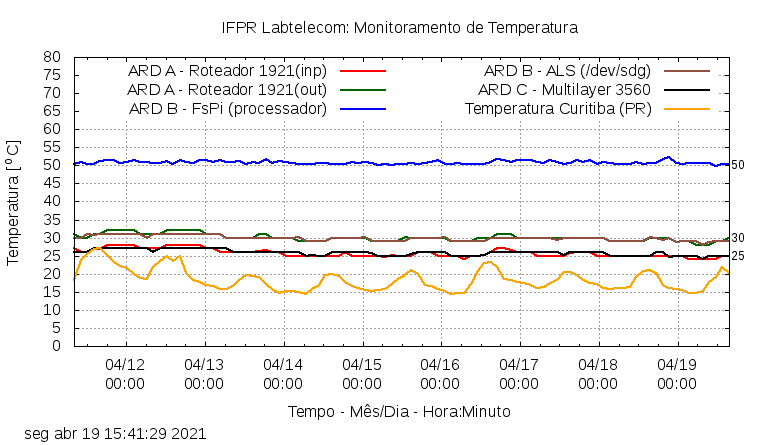 IFPR Labtelecom: Monitoramento de Temperatura
ARD A - Roteador 1921(inp)
ARD A - Roteador 1921(out)
ARD B - FsPi (processador)
ARD B - ALS (/dev/sdg)
ARD C - Multilayer 3560
Temperatura Curitiba (PR)
Temperatura [ºC]
80
75
70
65
60
55
50
45
40
35
30
25
20
15
10
5
0
50
30
25
04/12 04/13 04/14 04/15 04/16 04/17 04/18 04/19
00:00 00:00 00:00 00:00 00:00 00:00 00:00 00:00
Tempo - Mês/Dia - Hora:Minuto
seg abr 19 15:41:29 2021